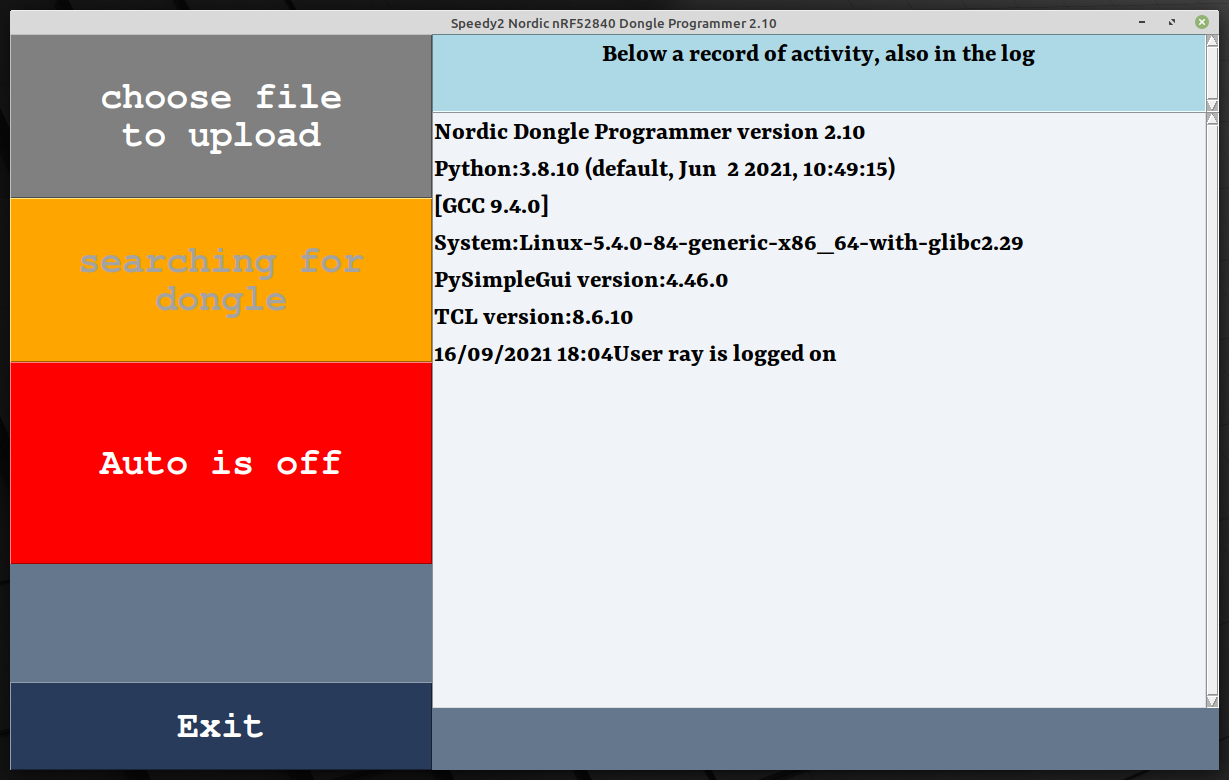 Speedy2 Nordic nRF52840 Dongle Programmer 2.10
choose file
to upload
searching for
dongle
Auto is off
Exit
Below a record of activity, also in the log
Nordic Dongle Programmer version 2.10
Python:3.8.10 (default, Jun  2 2021, 10:49:15)
[GCC 9.4.0]
System:Linux-5.4.0-84-generic-x86_64-with-glibc2.29
PySimpleGui version:4.46.0
TCL version:8.6.10
16/09/2021 18:04User ray is logged on